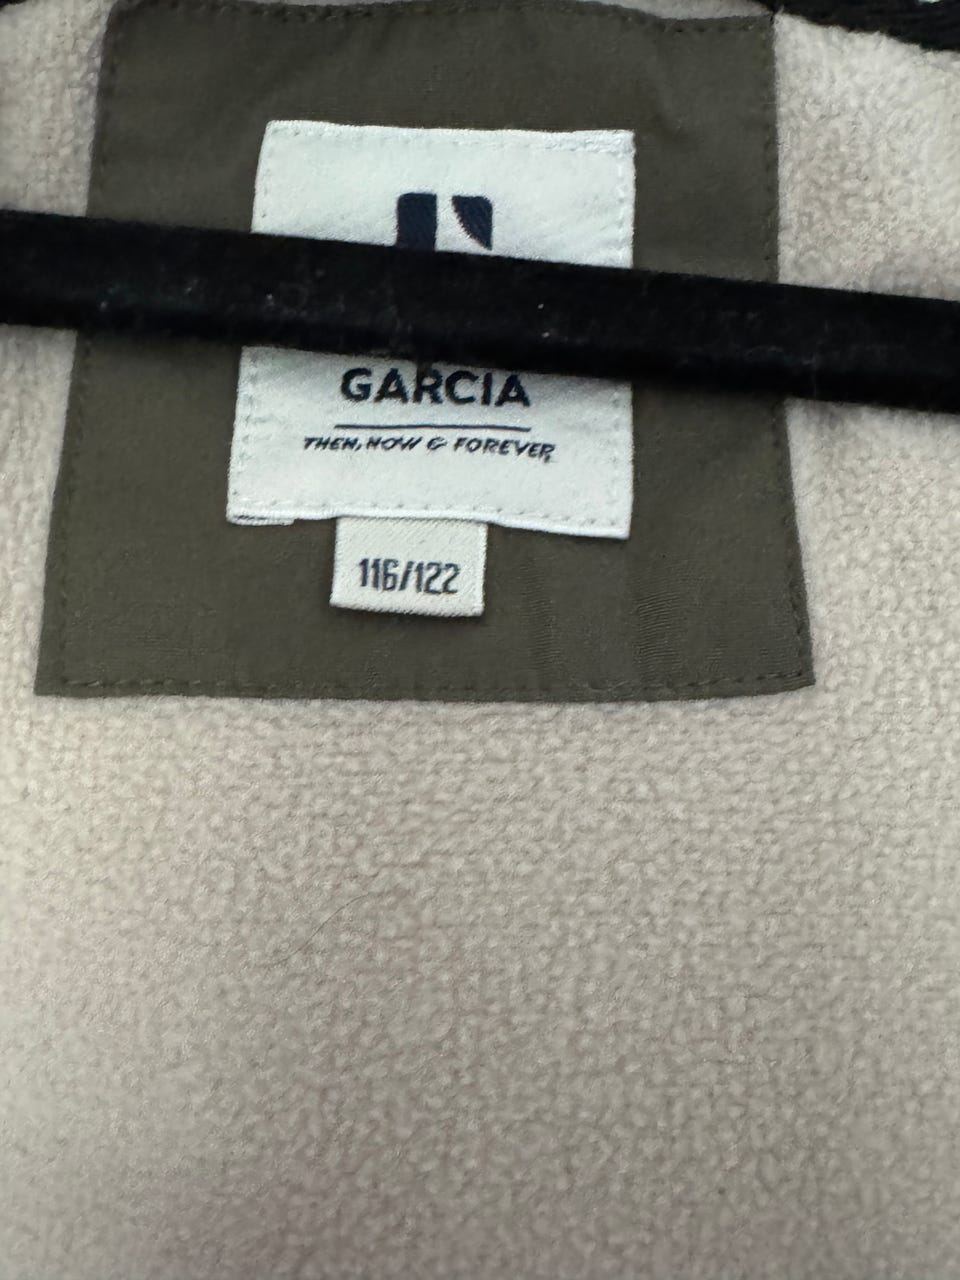 GARCIA
THEN, NOW & FOREVER
116/122